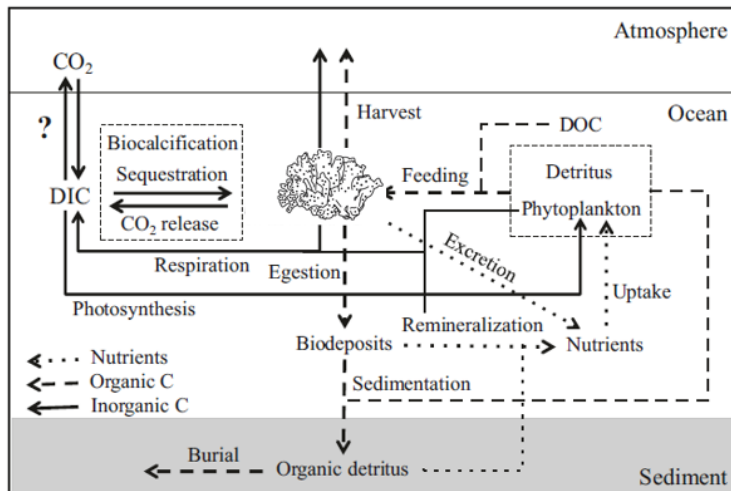 Atmosphere
CO₂
Harvest
Ocean
?
Biocalcification
DOC
Sequestration
Feeding
Detritus
DIC
CO₂ release
Phytoplankton
Respiration
Egestion
Excretion
Photosynthesis
Uptake
Biodeposits
Remineralization
Nutrients
Nutrients
Organic C
Inorganic C
Sedimentation
Burial
Organic detritus
Sediment